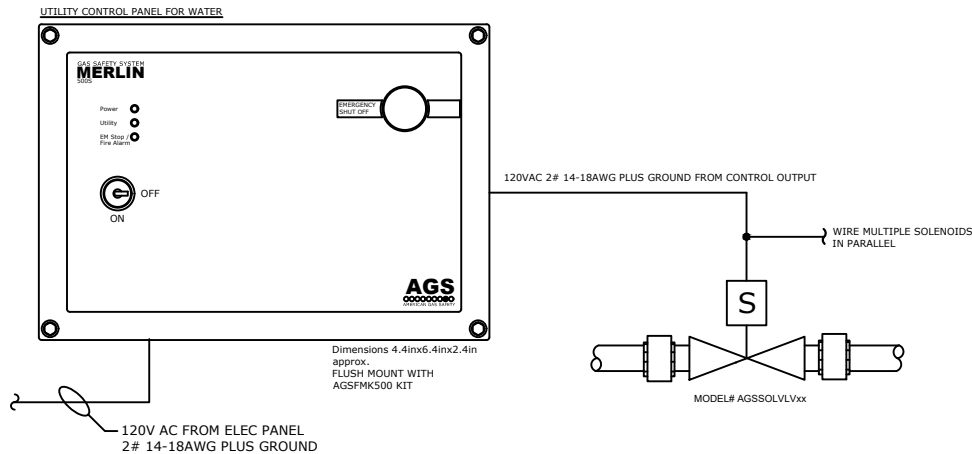 UTILITY CONTROL PANEL FOR WATER
GAS SAFETY SYSTEM
MERLIN
500S
Power
Utility
EM Stop /
Fire Alarm
OFF
ON
EMERGENCY
SHUT OFF
AGS
AMERICAN GAS SAFETY
120VAC 2# 14-18AWG PLUS GROUND FROM CONTROL OUTPUT
WIRE MULTIPLE SOLENOIDS
IN PARALLEL
S
MODEL# AGSSOLVLVxx
Dimensions 4.4inx6.4inx2.4in
approx.
FLUSH MOUNT WITH
AGSFMK500 KIT
120V AC FROM ELEC PANEL
2# 14-18AWG PLUS GROUND